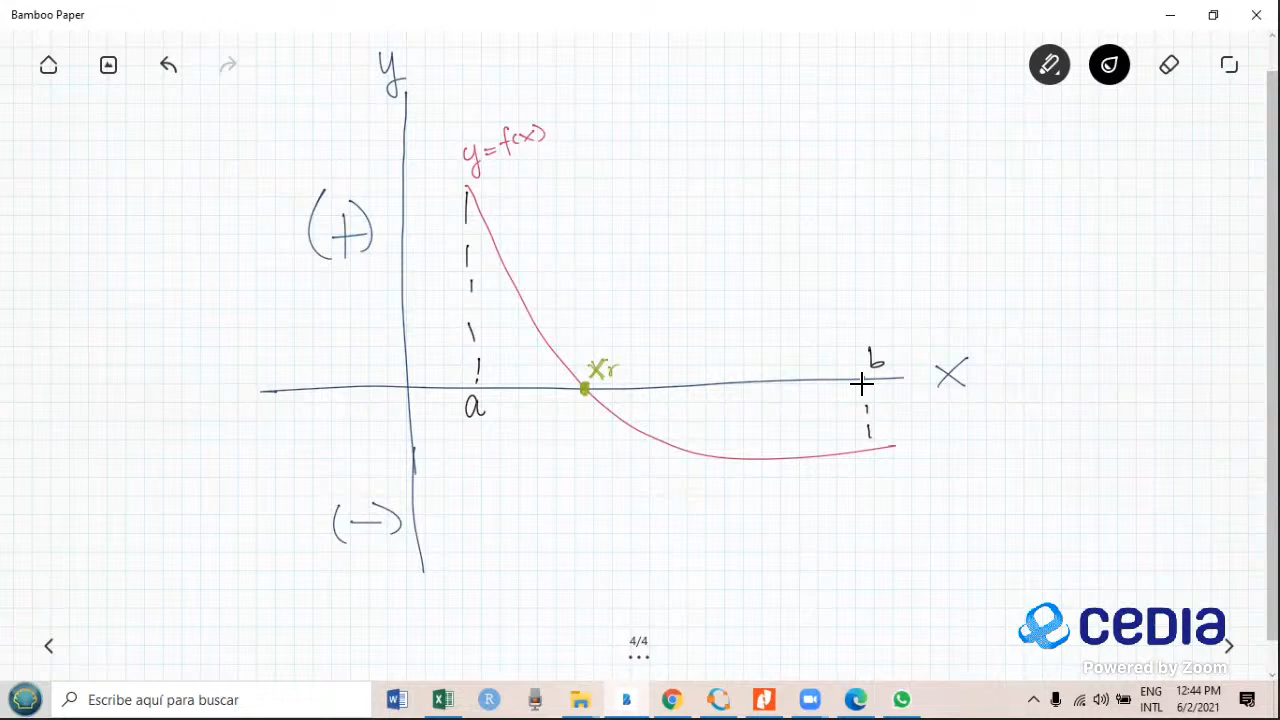 Bamboo Paper
y
y=f(x)
(+)
Xr
b
X
a
(-)
4/4
cedia
Powered by Zoom
Escribe aquí para buscar
ENG
INTL
12:44 PM
6/2/2021